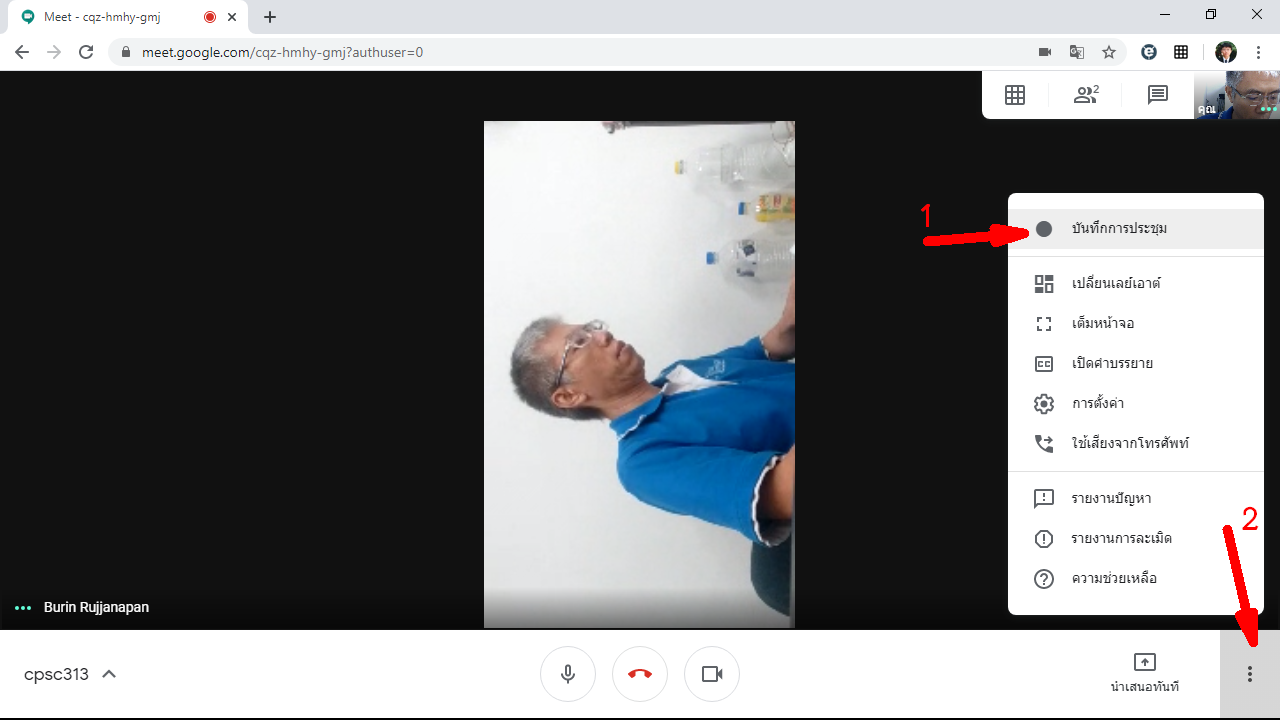 Meet - cqz-hmhy-gmj
meet.google.com/cqz-hmhy-gmj?authuser=0
2
คุณ
1
บันทึกการประชุม
เปลี่ยนเลย์เอาต์
เต็มหน้าจอ
CC เปิดคำบรรยาย
การตั้งค่า
ใช้เสียงจากโทรศัพท์
รายงานปัญหา
2
รายงานการละเมิด
ความช่วยเหลือ
Burin Rujjanapan
cpsc313
นำเสนอทันที